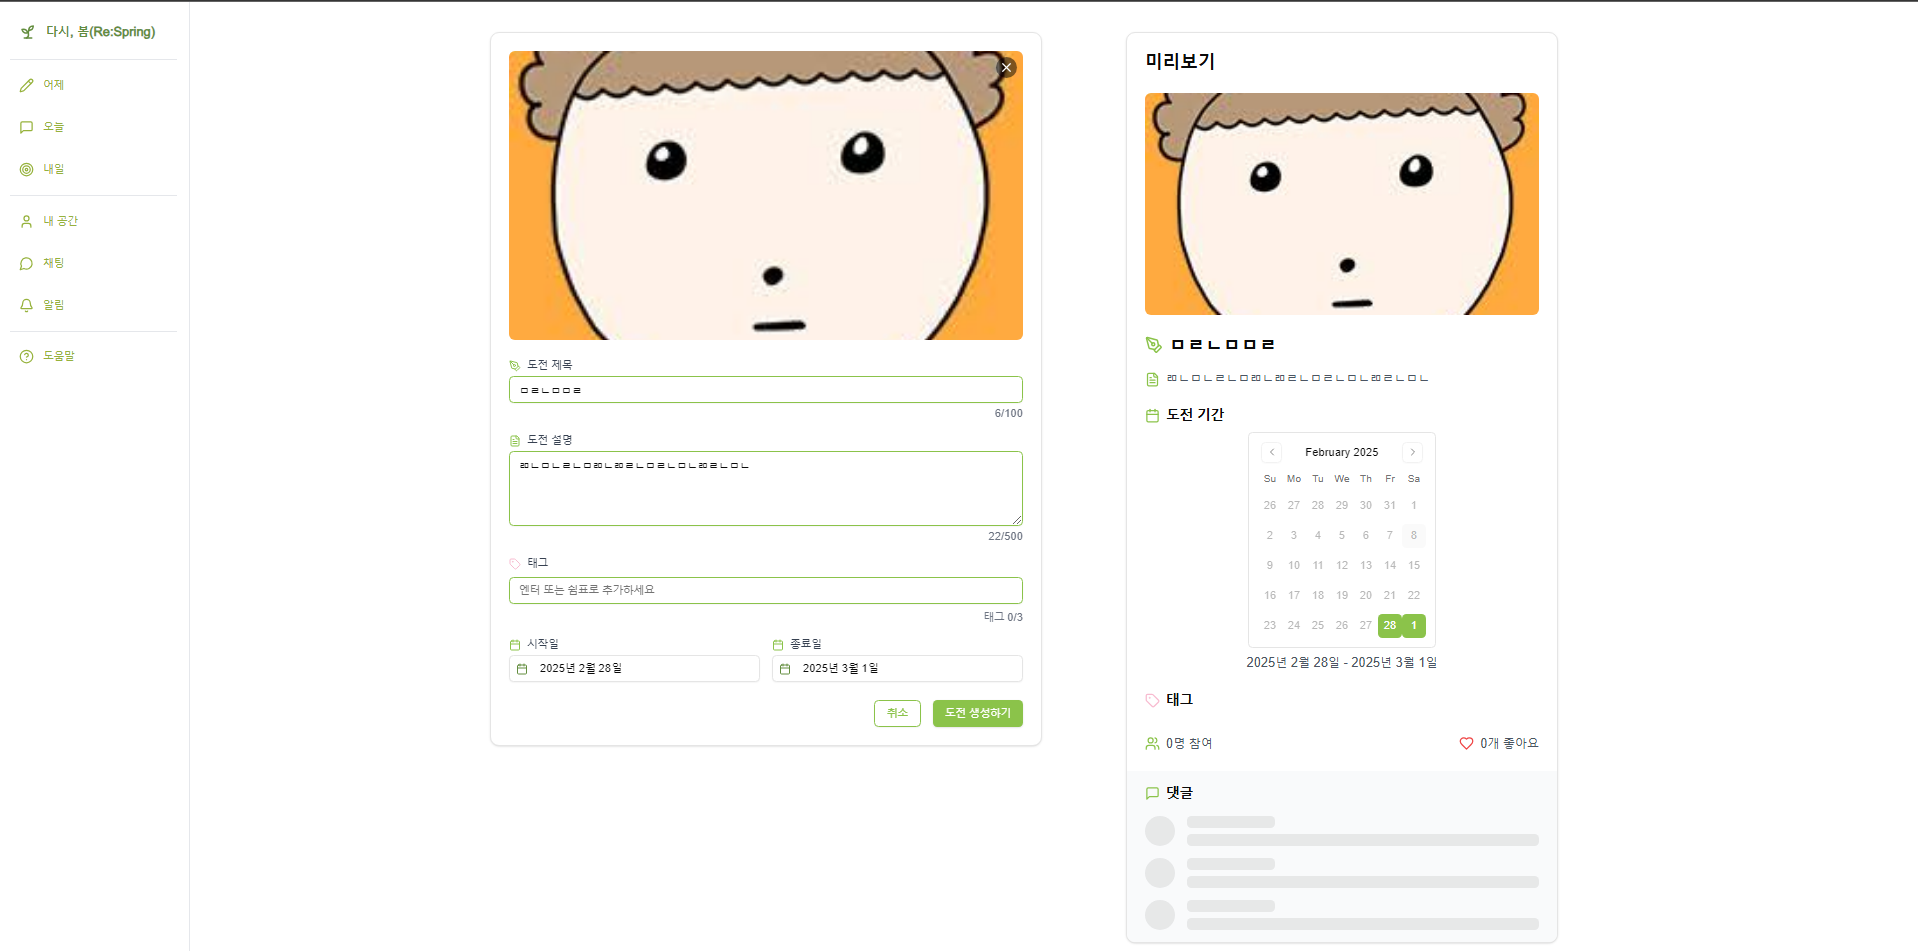 다시, 봄(Re:Spring)
어제
오늘
내일
내 공간
채팅
알림
도움말
도전 제목
ㅁㄹㄴㅁㅁㄹ
6/100
도전 설명
22/500
태그
엔터 또는 쉼표로 추가하세요
태그 0/3
시작일
종료일
2025년 2월 28일
2025년 3월 1일
취소
도전 생성하기
미리보기
ㅁㄹㄴㅁㅁㄹ
도전 기간
February 2025
Su Mo Tu We Th Fr Sa
26 27 28 29 30 31 1
2 3 4 5 6 7 8
9 10 11 12 13 14 15
16 17 18 19 20 21 22
23 24 25 26 27 28 1
2025년 2월 28일 - 2025년 3월 1일
태그
0명 참여
0개 좋아요
댓글